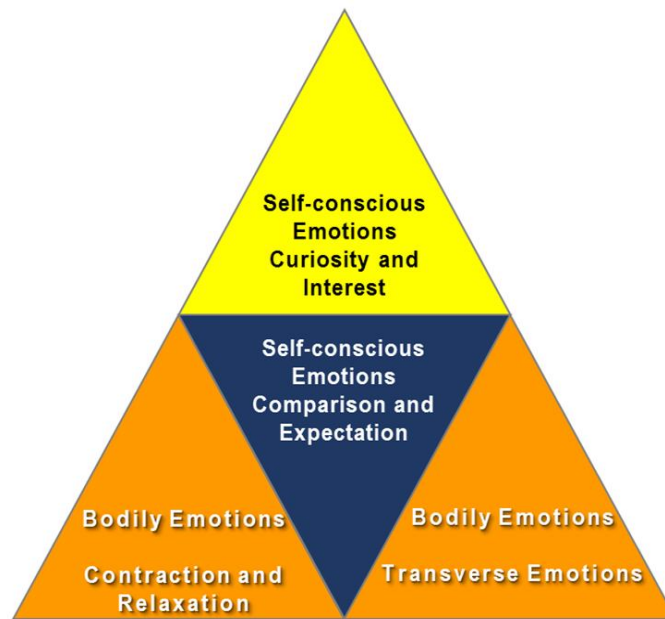 Self-conscious
Emotions
Curiosity and
Interest
Self-conscious
Emotions
Comparison and
Expectation
Bodily Emotions
Contraction and
Relaxation
Bodily Emotions
Transverse Emotions